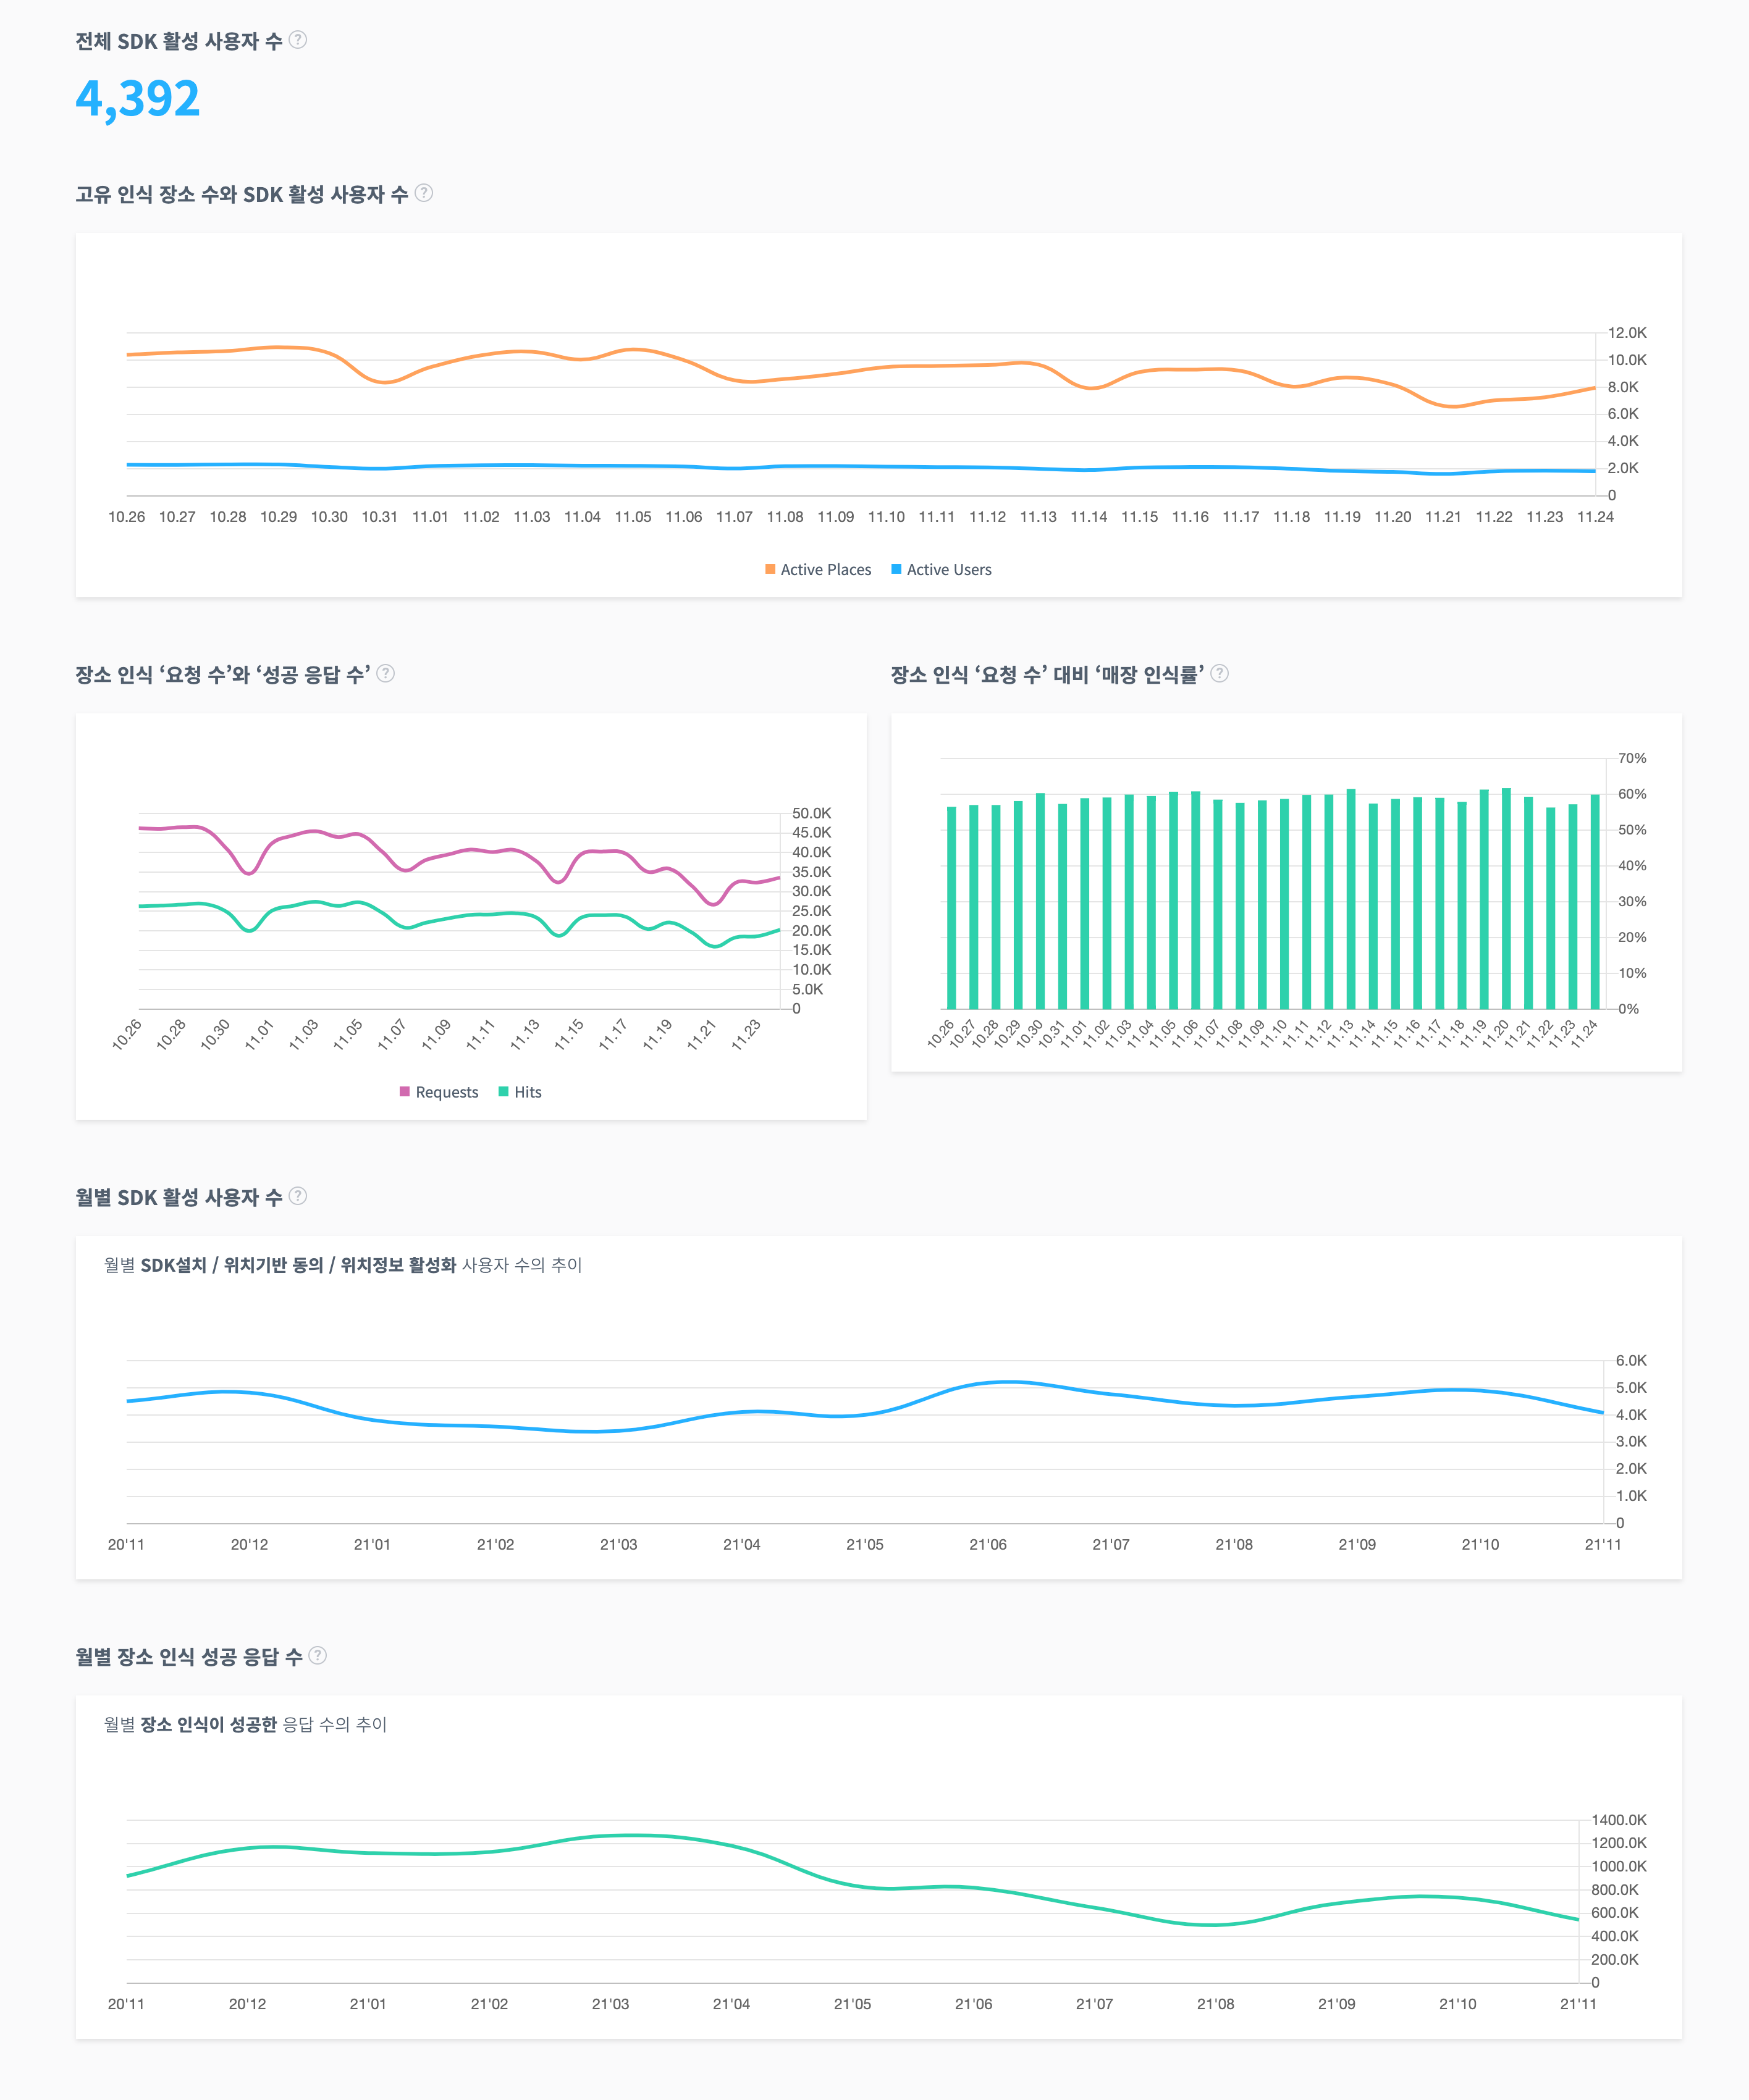 전체 SDK 활성 사용자 수 ?
4,392
고유 인식 장소 수와 SDK 활성 사용자 수 ?
12.0K
10.0K
8.0K
6.0K
4.0K
2.0K
0
10.26 10.27 10.28 10.29 10.30 10.31 11.01 11.02 11.03 11.04 11.05 11.06 11.07 11.08 11.09 11.10 11.11 11.12 11.13 11.14 11.15 11.16 11.17 11.18 11.19 11.20 11.21 11.22 11.23 11.24
Active Places Active Users
장소 인식 ‘요청 수’와 ‘성공 응답 수’ ?
50.0K
45.0K
40.0K
35.0K
30.0K
25.0K
20.0K
15.0K
10.0K
5.0K
0
10.26 10.28 10.30 11.01 11.03 11.05 11.07 11.09 11.11 11.13 11.15 11.17 11.19 11.21 11.23
Requests Hits
장소 인식 ‘요청 수’ 대비 ‘매장 인식률’ ?
70%
60%
50%
40%
30%
20%
10%
0%
10.26 10.27 10.28 10.29 10.30 10.31 11.01 11.02 11.03 11.04 11.05 11.06 11.07 11.08 11.09 11.10 11.11 11.12 11.13 11.14 11.15 11.16 11.17 11.18 11.19 11.20 11.21 11.22 11.23 11.24
월별 SDK 활성 사용자 수 ?
월별 SDK설치 / 위치기반 동의 / 위치정보 활성화 사용자 수의 추이
6.0K
5.0K
4.0K
3.0K
2.0K
1.0K
0
20'11 20'12 21'01 21'02 21'03 21'04 21'05 21'06 21'07 21'08 21'09 21'10 21'11
월별 장소 인식 성공 응답 수 ?
월별 장소 인식이 성공한 응답 수의 추이
1400.0K
1200.0K
1000.0K
800.0K
600.0K
400.0K
200.0K
0
20'11 20'12 21'01 21'02 21'03 21'04 21'05 21'06 21'07 21'08 21'09 21'10 21'11